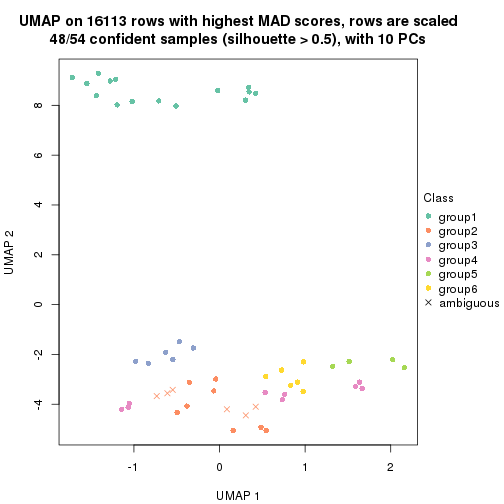 UMAP on 16113 rows with highest MAD scores, rows are scaled
48/54 confident samples (silhouette > 0.5), with 10 PCs
8
6
4
2
0
-2
-4
UMAP 2
-1
0
1
2
UMAP 1
Class
group1
group2
group3
group4
group5
group6
ambiguous